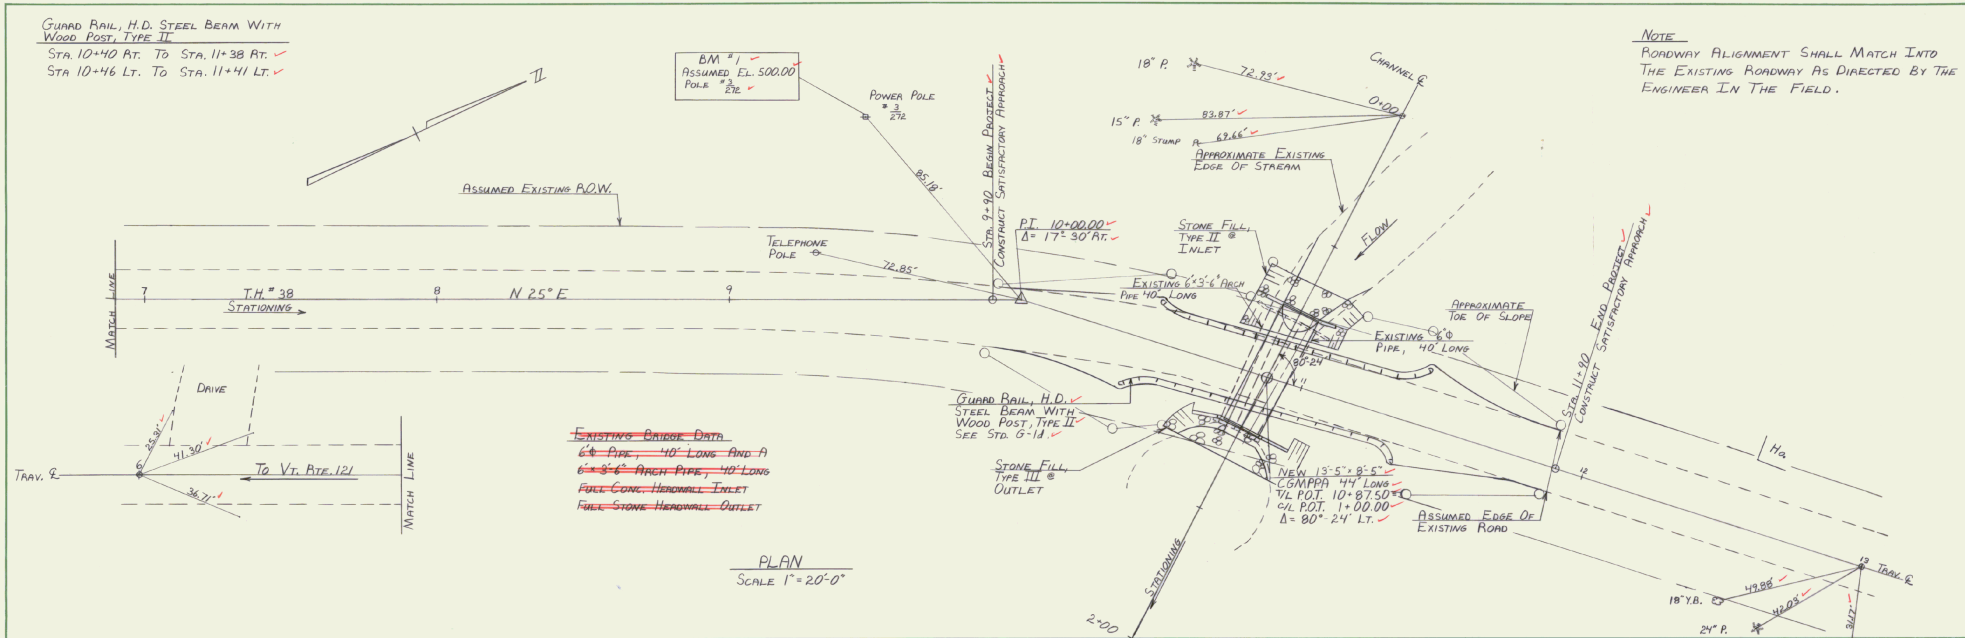 GUARD RAIL, H.D. STEEL BEAM WITH
WOOD POST, TYPE II
STA. 10+40 RT. TO STA. 11+38 RT.
STA 10+46 LT. TO STA. 11+41 LT.
BM #1
ASSUMED EL. 500.00
POLE # 3/272
POWER POLE
# 3/272
85.18'
STA. 9+90 BEGIN PROJECT
CONSTRUCT SATISFACTORY APPROACH
18" P.
72.93'
CHANNEL ℄
0+00
15" P.
83.87'
18" STUMP
69.66'
APPROXIMATE EXISTING
EDGE OF STREAM
NOTE
ROADWAY ALIGNMENT SHALL MATCH INTO
THE EXISTING ROADWAY AS DIRECTED BY THE
ENGINEER IN THE FIELD.
ASSUMED EXISTING R.O.W.
TELEPHONE
POLE
72.85'
P.I. 10+00.00
Δ= 17°-30' RT.
STONE FILL,
TYPE II @
INLET
FLOW
MATCH LINE
7
T.H. #38
STATIONING
8
N 25° E
9
EXISTING 6'×3'-6" ARCH
PIPE 40' LONG
EXISTING 6'Φ
PIPE, 40' LONG
APPROXIMATE
TOE OF SLOPE
STA. 11+90 END PROJECT
CONSTRUCT SATISFACTORY APPROACH
80°-24'
11
GUARD RAIL, H.D.
STEEL BEAM WITH
WOOD POST, TYPE II
SEE STD. G-1d.
STONE FILL,
TYPE III @
OUTLET
NEW 13'-5" × 8'-5"
CGMPPA 44' LONG
T/L P.O.T. 10+87.50 =
C/L P.O.T. 1+00.00
Δ= 80°-24' LT.
ASSUMED EDGE OF
EXISTING ROAD
12
DRIVE
25.31'
41.30'
36.71'
6
TRAV. ℄
TO VT. RTE. 121
MATCH LINE
EXISTING BRIDGE DATA
6'Φ PIPE, 40' LONG AND A
6'×3'-6" ARCH PIPE, 40' LONG
FULL CONC. HEADWALL INLET
FULL STONE HEADWALL OUTLET
PLAN
SCALE 1"=20'-0"
STATIONING
2+00
13
TRAV. ℄
49.88'
42.03'
18" Y.B.
24" P.